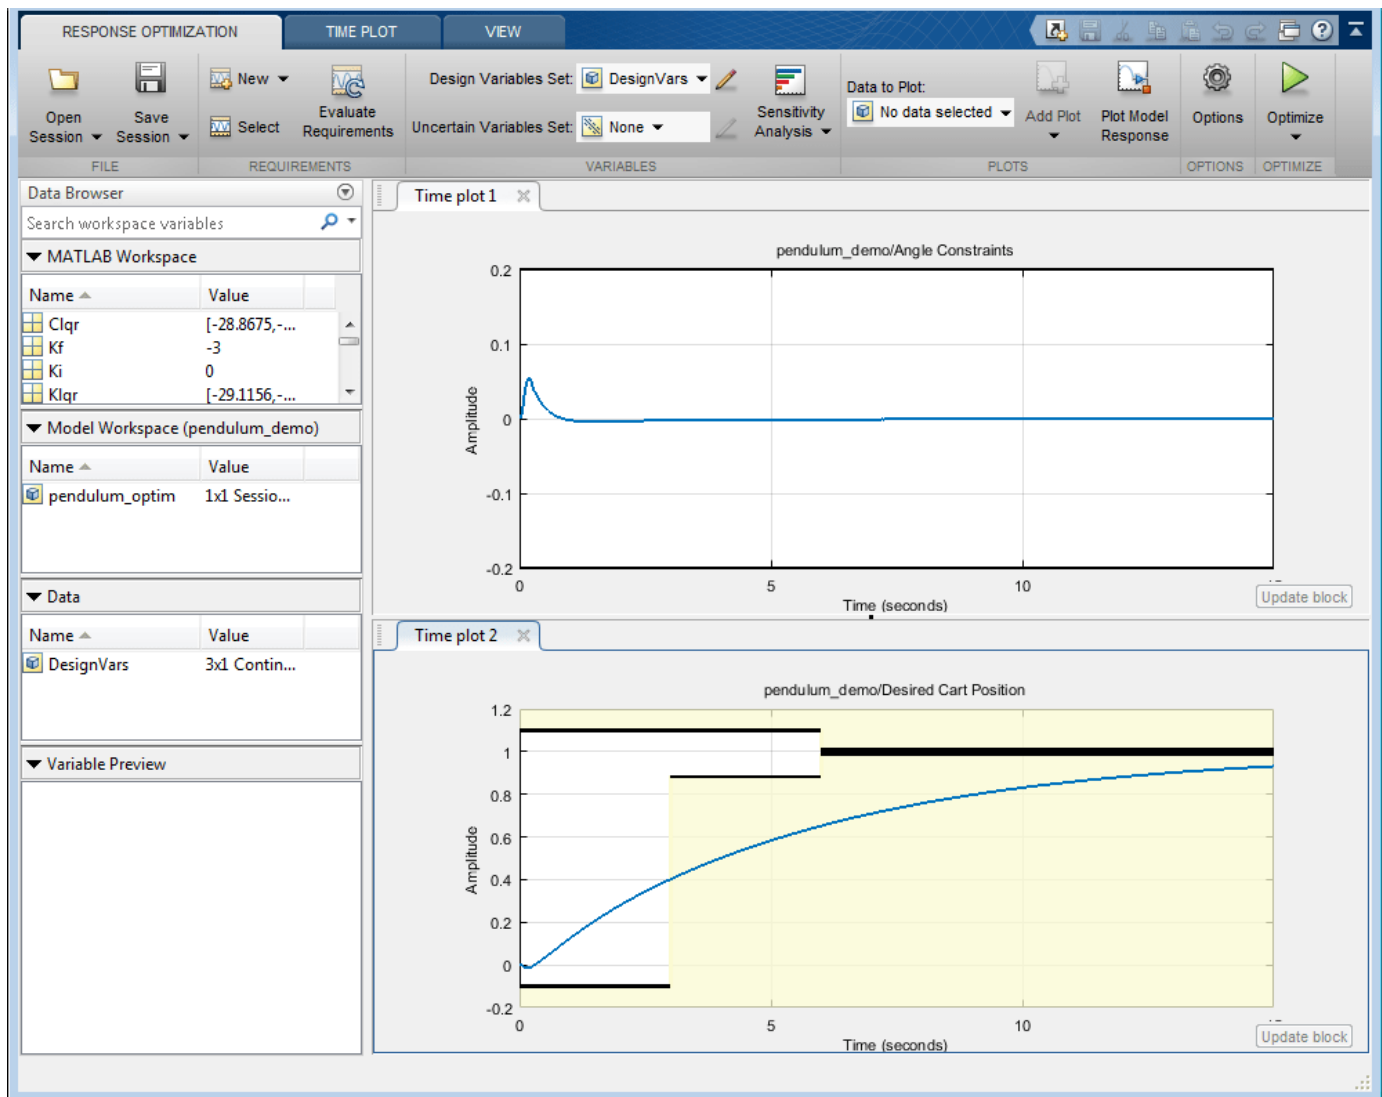 RESPONSE OPTIMIZATION TIME PLOT VIEW
Open Session
Save Session
New
Select
Evaluate Requirements
Design Variables Set: DesignVars
Uncertain Variables Set: None
Sensitivity Analysis
Data to Plot:
No data selected
Add Plot
Plot Model Response
Options
Optimize
FILE REQUIREMENTS VARIABLES PLOTS OPTIONS OPTIMIZE
Data Browser
Search workspace variables
MATLAB Workspace
Name Value
Clqr [-28.8675,-...
Kf -3
Ki 0
Klqr [-29.1156,-...
Model Workspace (pendulum_demo)
Name Value
pendulum_optim 1x1 Sessio...
Data
Name Value
DesignVars 3x1 Contin...
Variable Preview
Time plot 1
pendulum_demo/Angle Constraints
0.2
0.1
0
-0.1
-0.2
Amplitude
0 5 10
Time (seconds)
Update block
Time plot 2
pendulum_demo/Desired Cart Position
1.2
1
0.8
0.6
0.4
0.2
0
-0.2
Amplitude
0 5 10
Time (seconds)
Update block